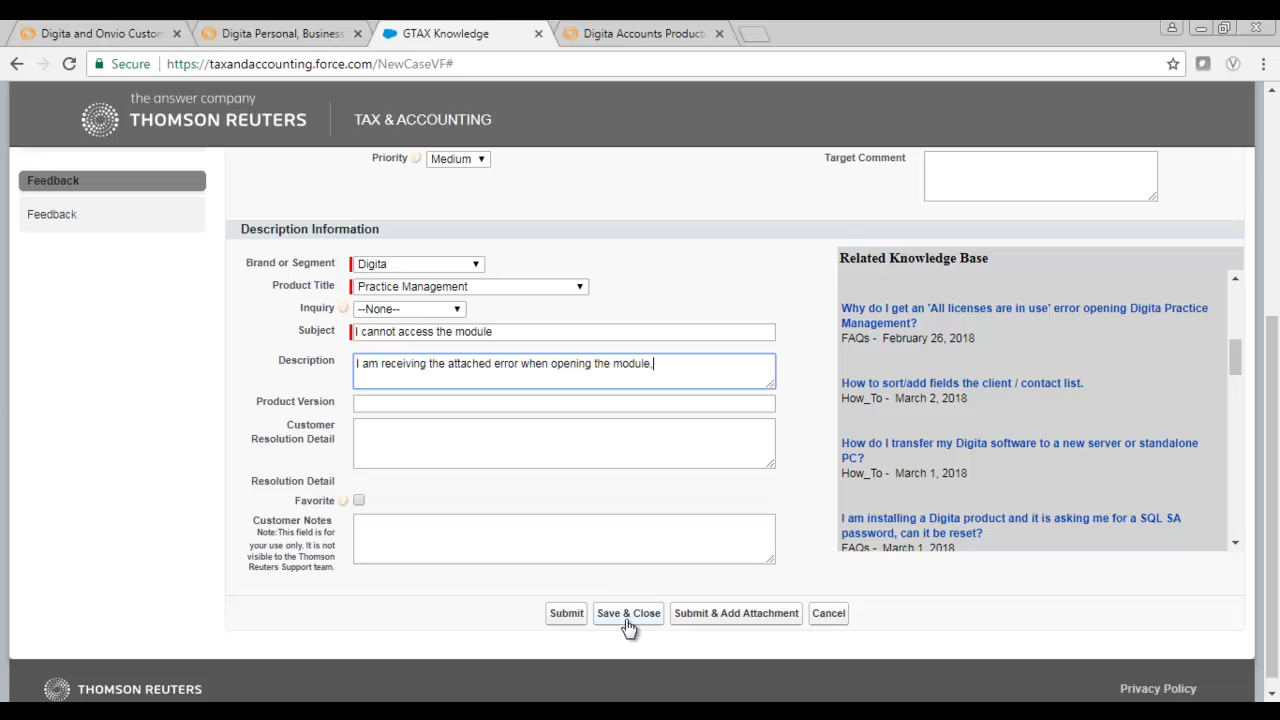 Digita and Onvio Custom
Digita Personal, Business
GTAX Knowledge
Digita Accounts Product
Secure
https://taxandaccounting.force.com/NewCaseVF#
the answer company
THOMSON REUTERS
TAX & ACCOUNTING
Priority
Medium
Target Comment
Feedback
Feedback
Description Information
Brand or Segment
Digita
Product Title
Practice Management
Inquiry
--None--
Subject
I cannot access the module
Description
I am receiving the attached error when opening the module,
Product Version
Customer
Resolution Detail
Resolution Detail
Favorite
Customer Notes
Note:This field is for
your use only. It is not
visible to the Thomson
Reuters Support team.
Related Knowledge Base
Why do I get an 'All licenses are in use' error opening Digita Practice
Management?
FAQs - February 26, 2018
How to sort/add fields the client / contact list.
How_To - March 2, 2018
How do I transfer my Digita software to a new server or standalone
PC?
How_To - March 1, 2018
I am installing a Digita product and it is asking me for a SQL SA
password, can it be reset?
FAQs - March 1, 2018
Submit
Save & Close
Submit & Add Attachment
Cancel
THOMSON REUTERS
Privacy Policy